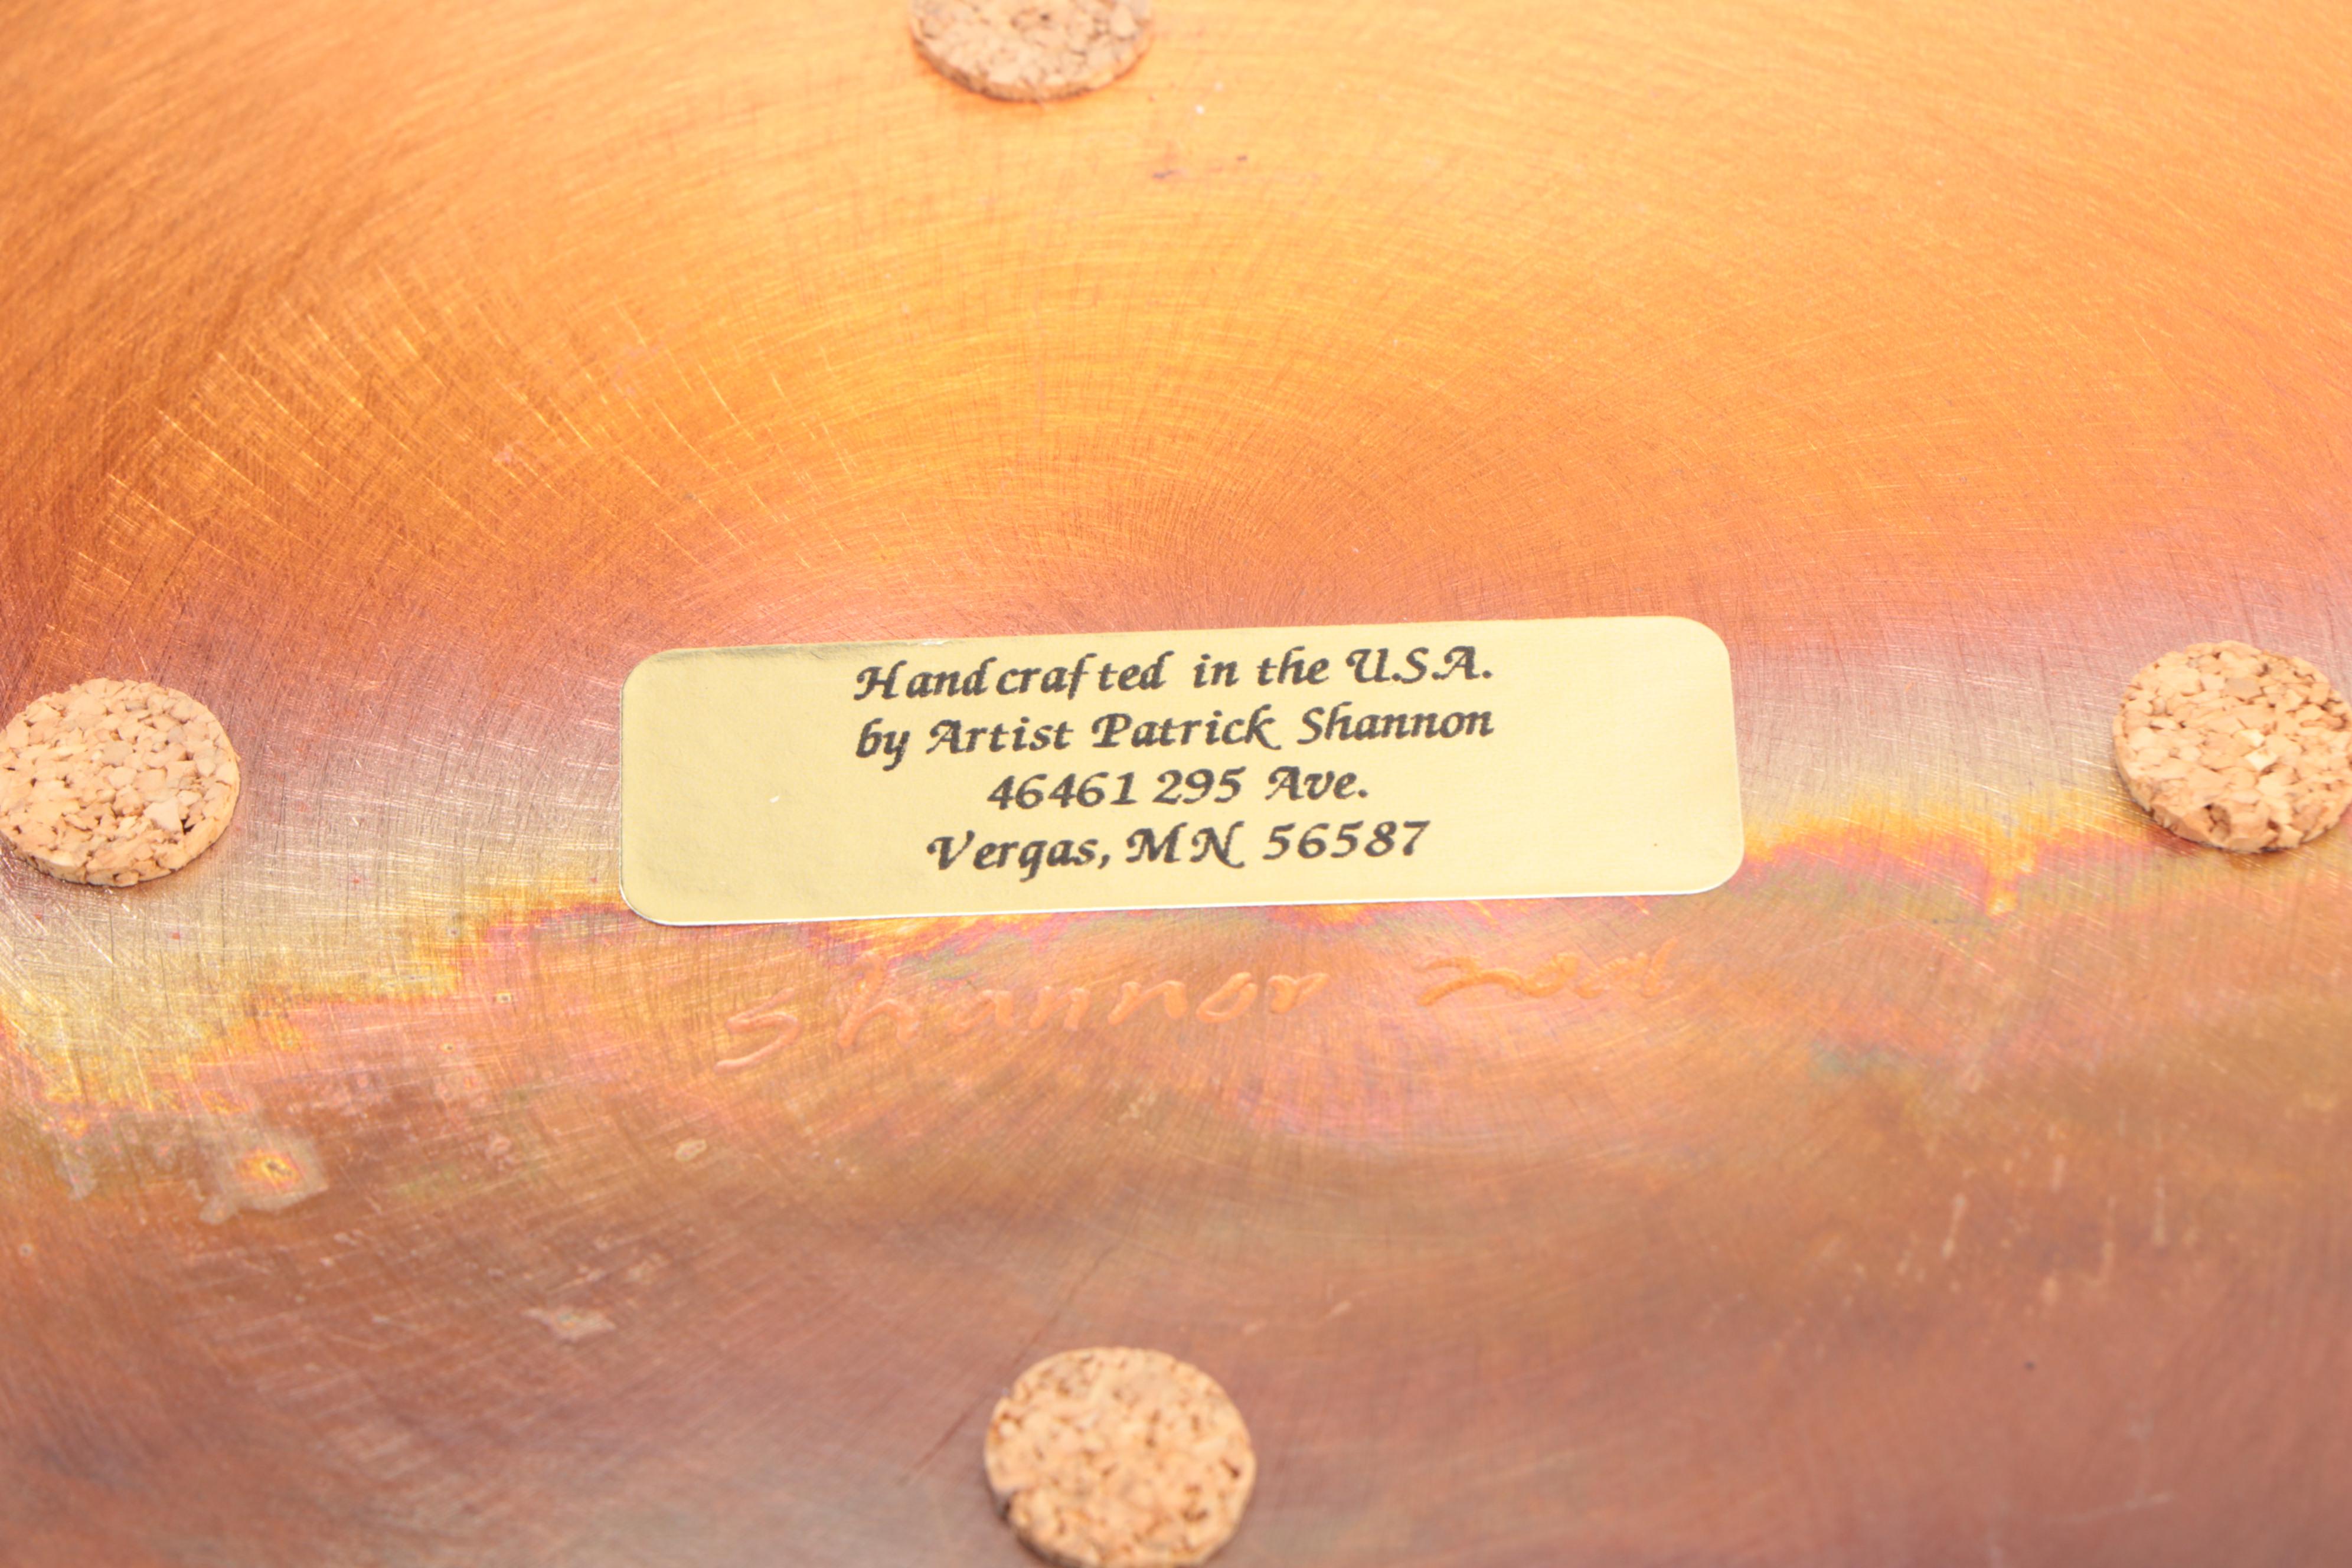 Handcrafted in the U.S.A.
by Artist Patrick Shannon
46461 295 Ave.
Vergas, MN 56587
Shannon